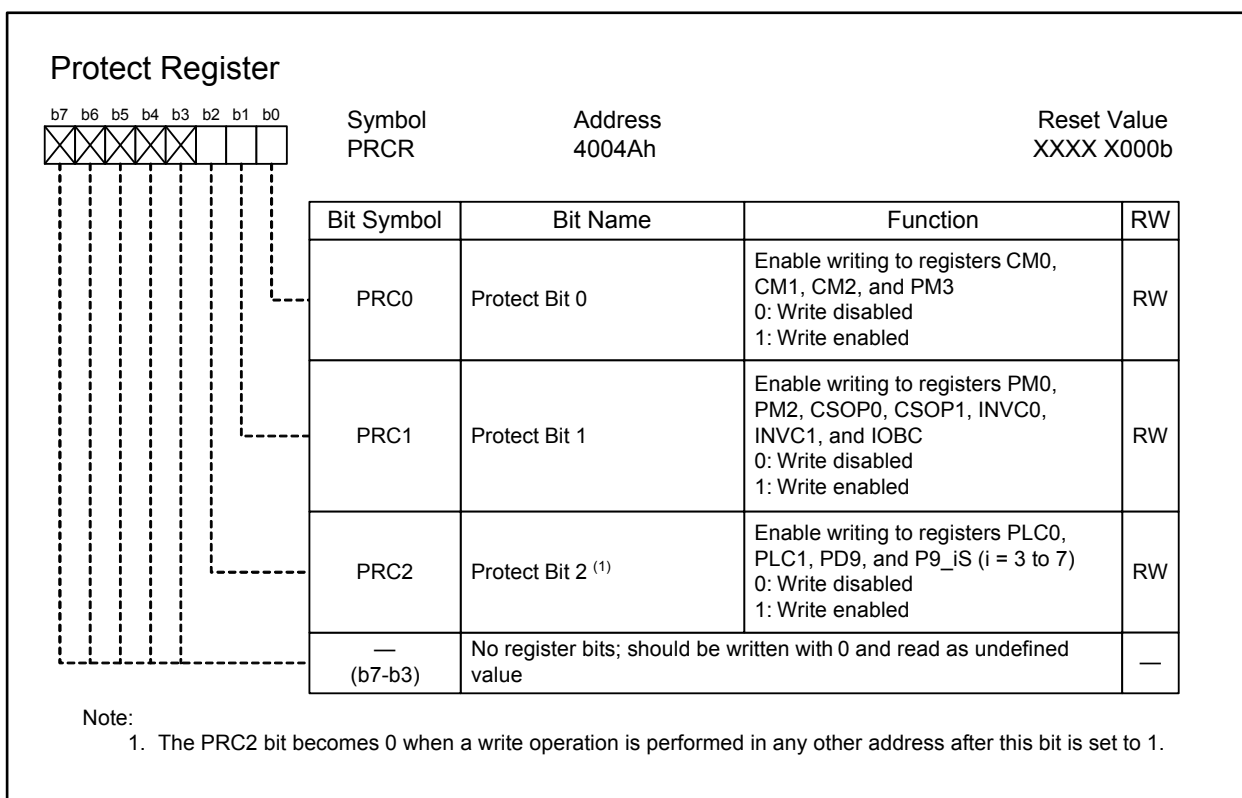 Protect Register
b7 b6 b5 b4 b3 b2 b1 b0
Symbol Address Reset Value
PRCR 4004Ah XXXX X000b
Bit Symbol Bit Name Function RW
PRC0 Protect Bit 0 Enable writing to registers CM0,
CM1, CM2, and PM3
0: Write disabled
1: Write enabled RW
PRC1 Protect Bit 1 Enable writing to registers PM0,
PM2, CSOP0, CSOP1, INVC0,
INVC1, and IOBC
0: Write disabled
1: Write enabled RW
PRC2 Protect Bit 2 (1) Enable writing to registers PLC0,
PLC1, PD9, and P9_iS (i = 3 to 7)
0: Write disabled
1: Write enabled RW
—
(b7-b3) No register bits; should be written with 0 and read as undefined
value —
Note:
1. The PRC2 bit becomes 0 when a write operation is performed in any other address after this bit is set to 1.